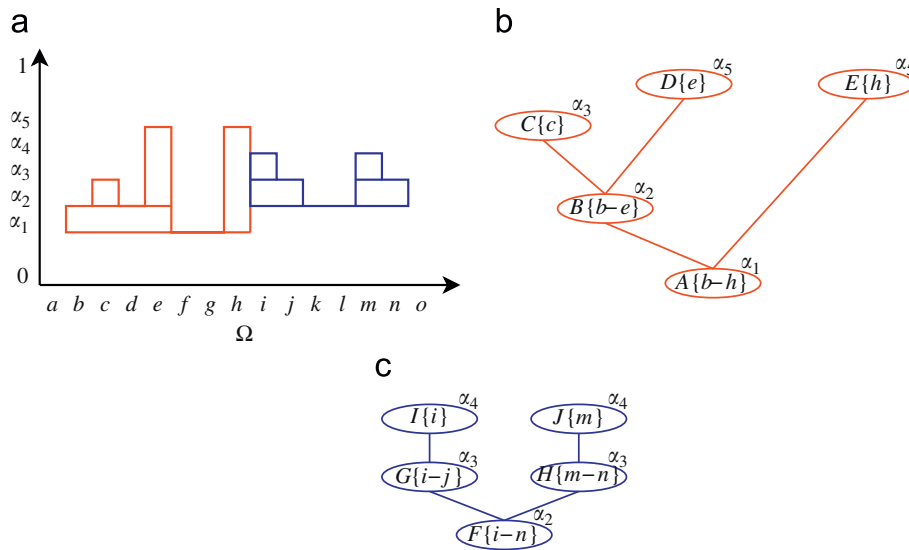 a
1
α5
α4
α3
α2
α1
0
a b c d e f g h i j k l m n o
Ω
b
α5
D{e}
E{h}
α3
C{c}
α2
B{b–e}
α1
A{b–h}
c
α4 α4
I{i} J{m}
α3 α3
G{i–j} H{m–n}
α2
F{i–n}